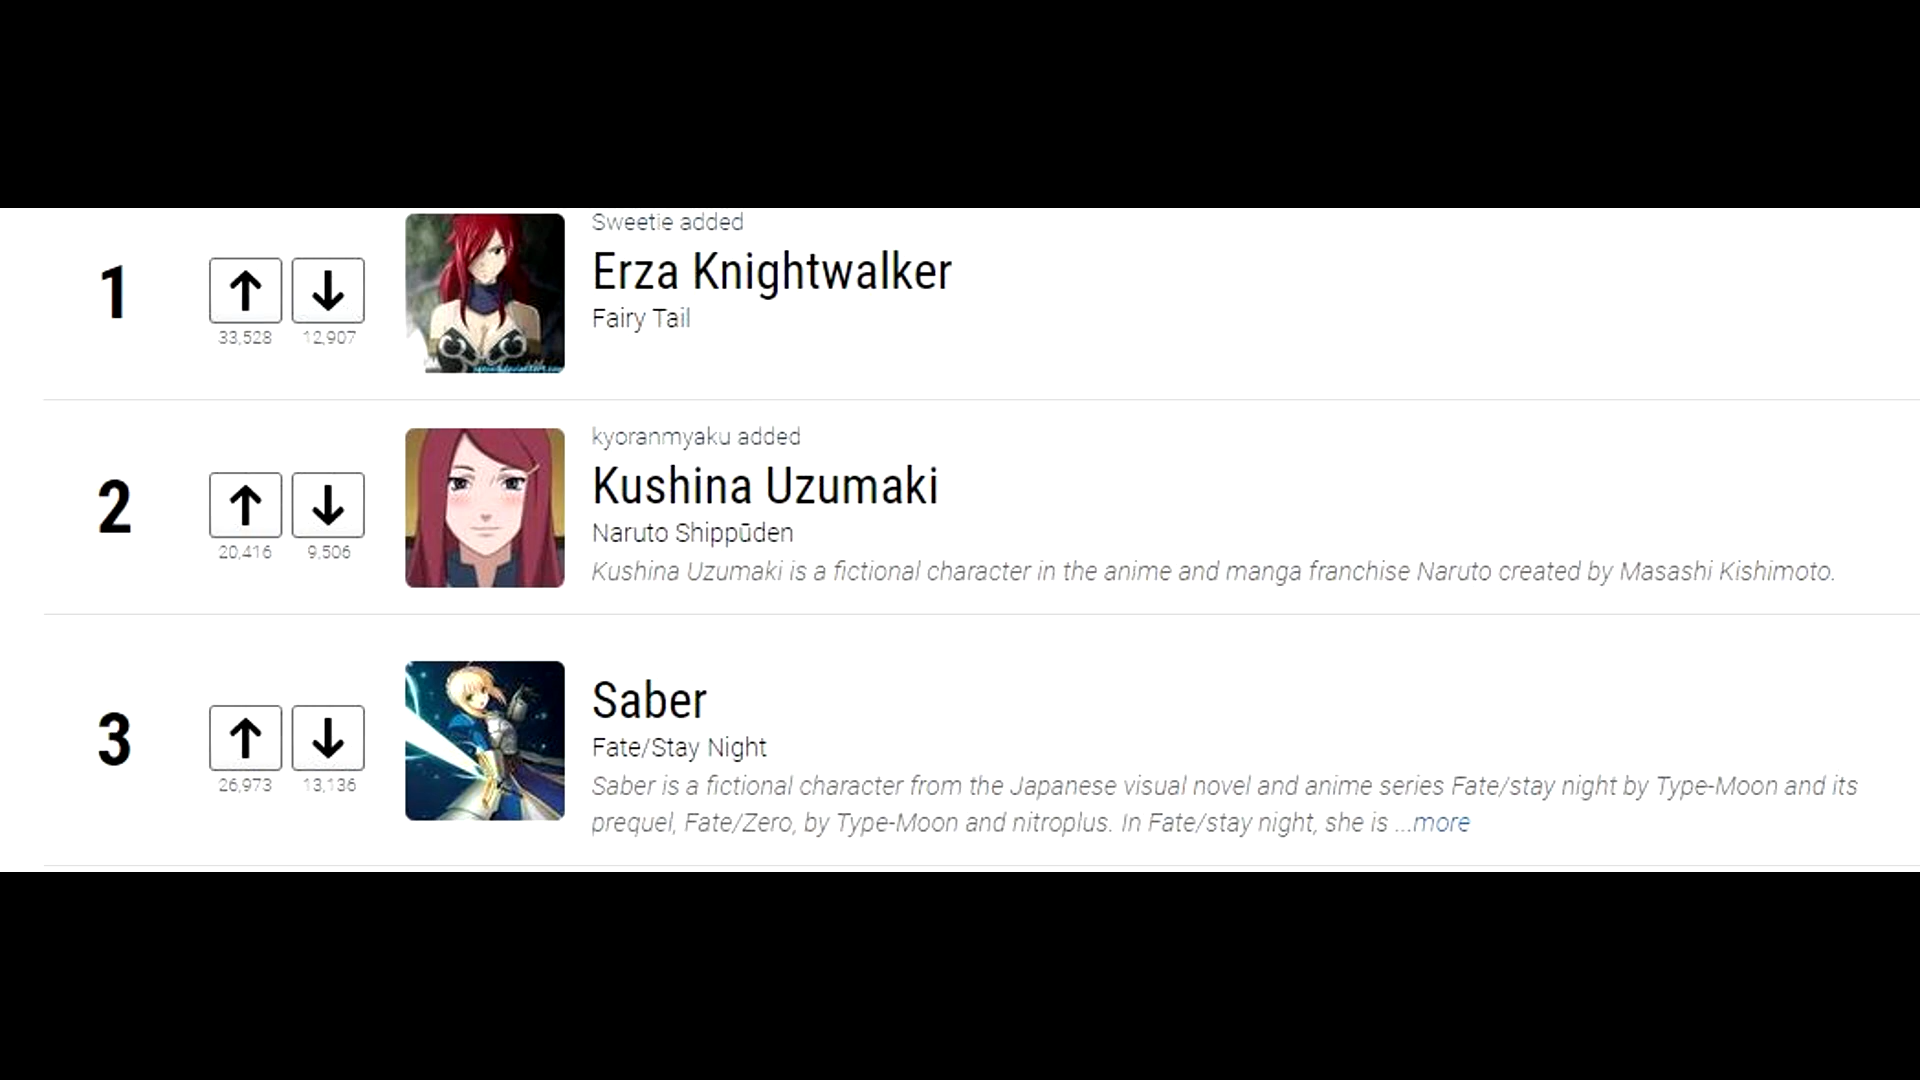 Sweetie added
1
Erza Knightwalker
Fairy Tail
33,528 12,907
kyoranmyaku added
2
Kushina Uzumaki
Naruto Shippūden
20,416 9,506
Kushina Uzumaki is a fictional character in the anime and manga franchise Naruto created by Masashi Kishimoto.
3
Saber
Fate/Stay Night
26,973 13,136
Saber is a fictional character from the Japanese visual novel and anime series Fate/stay night by Type-Moon and its
prequel, Fate/Zero, by Type-Moon and nitroplus. In Fate/stay night, she is ...more